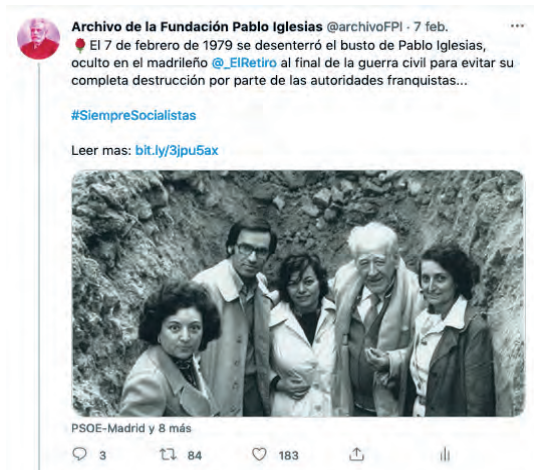 Archivo de la Fundación Pablo Iglesias @archivoFPI · 7 feb.
El 7 de febrero de 1979 se desenterró el busto de Pablo Iglesias,
oculto en el madrileño @_ElRetiro al final de la guerra civil para evitar su
completa destrucción por parte de las autoridades franquistas...
#SiempreSocialistas
Leer mas: bit.ly/3jpu5ax
PSOE-Madrid y 8 más
3 84 183